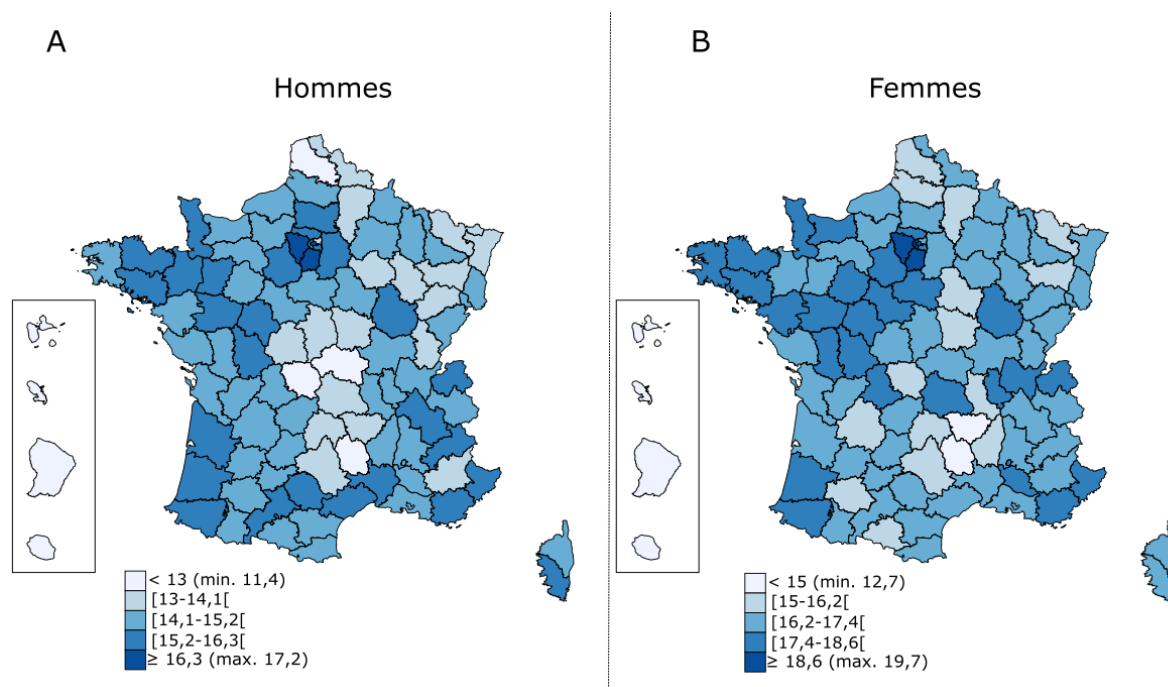 A
Hommes
< 13 (min. 11,4)
[13-14,1[
[14,1-15,2[
[15,2-16,3[
≥ 16,3 (max. 17,2)
B
Femmes
< 15 (min. 12,7)
[15-16,2[
[16,2-17,4[
[17,4-18,6[
≥ 18,6 (max. 19,7)